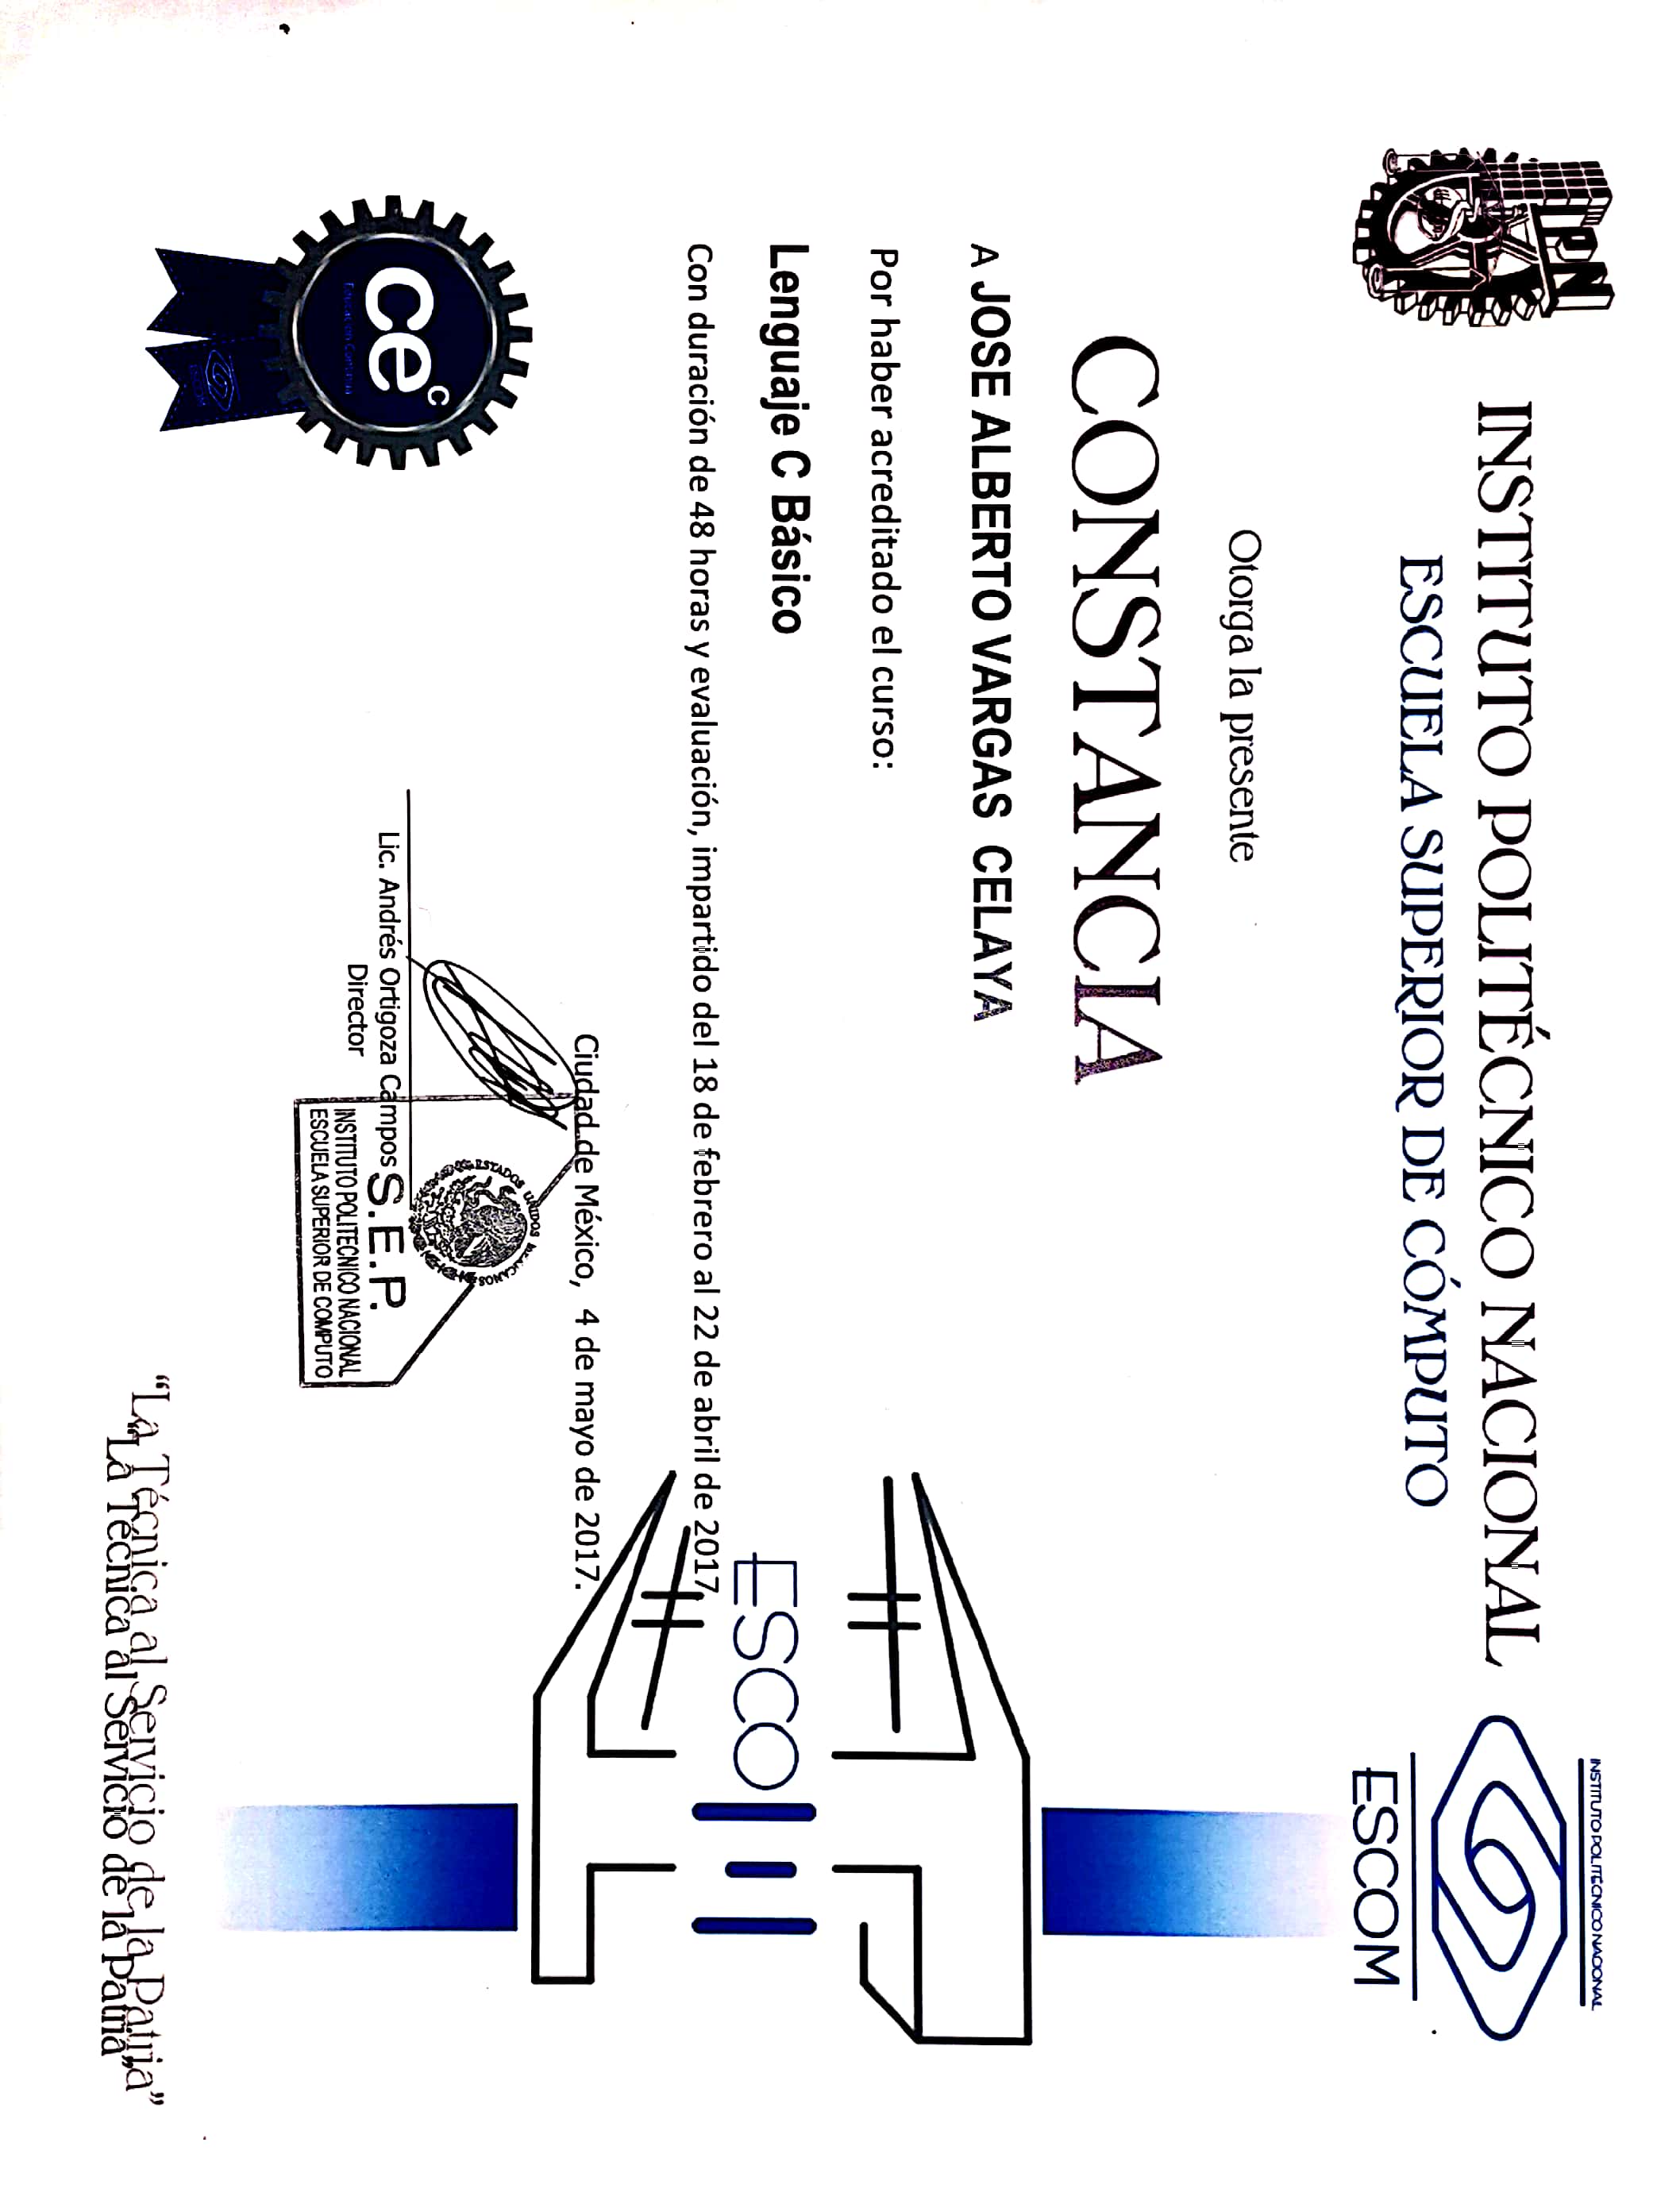 IPN
INSTITUTO POLITÉCNICO NACIONAL
ESCUELA SUPERIOR DE CÓMPUTO
INSTITUTO POLITÉCNICO NACIONAL
ESCOM
Otorga la presente
CONSTANCIA
A JOSE ALBERTO VARGAS CELAYA
Por haber acreditado el curso:
Lenguaje C Básico
ESCOM
Con duración de 48 horas y evaluación, impartido del 18 de febrero al 22 de abril de 2017.
Ciudad de México, 4 de mayo de 2017.
ESTADOS UNIDOS MEXICANOS
Lic. Andrés Ortigoza Campos
Director
S.E.P.
INSTITUTO POLITECNICO NACIONAL
ESCUELA SUPERIOR DE COMPUTO
ce c
Educación Continua
ESCOM
“La Técnica al Servicio de la Patria”
“La Técnica al Servicio de la Patria”